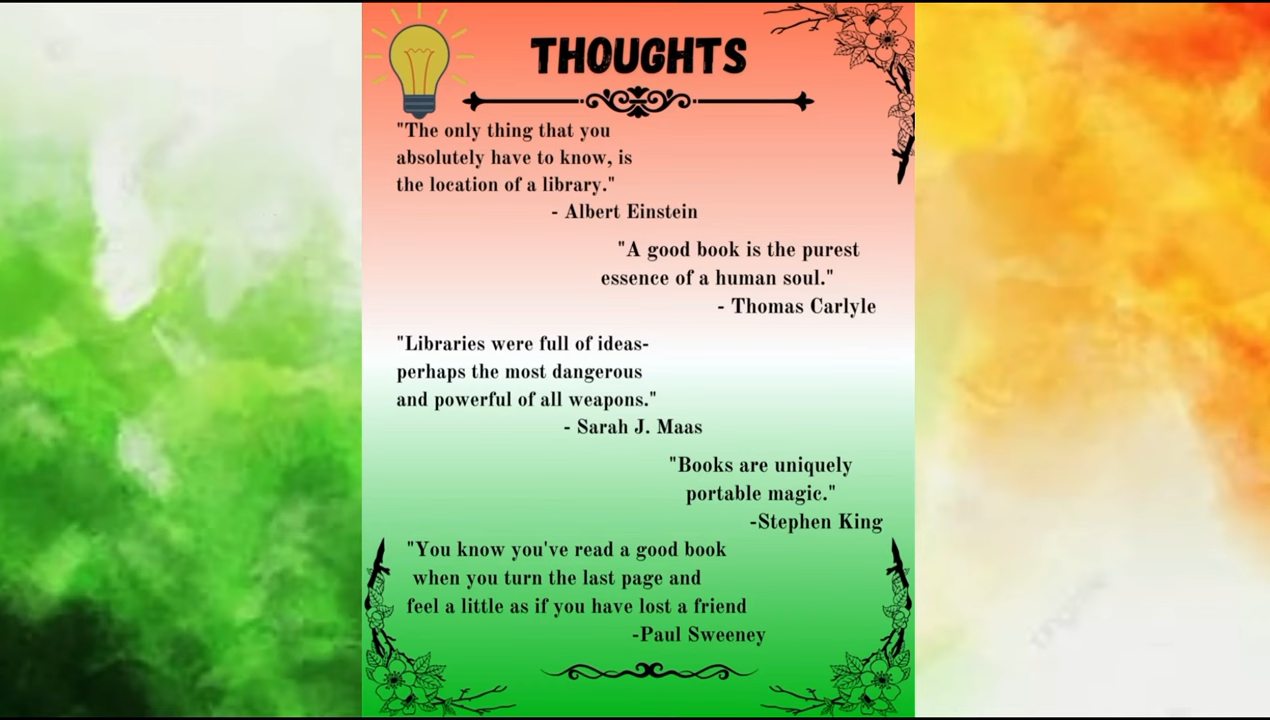 THOUGHTS
"The only thing that you
absolutely have to know, is
the location of a library."
- Albert Einstein
"A good book is the purest
essence of a human soul."
- Thomas Carlyle
"Libraries were full of ideas-
perhaps the most dangerous
and powerful of all weapons."
- Sarah J. Maas
"Books are uniquely
portable magic."
-Stephen King
"You know you've read a good book
when you turn the last page and
feel a little as if you have lost a friend
-Paul Sweeney